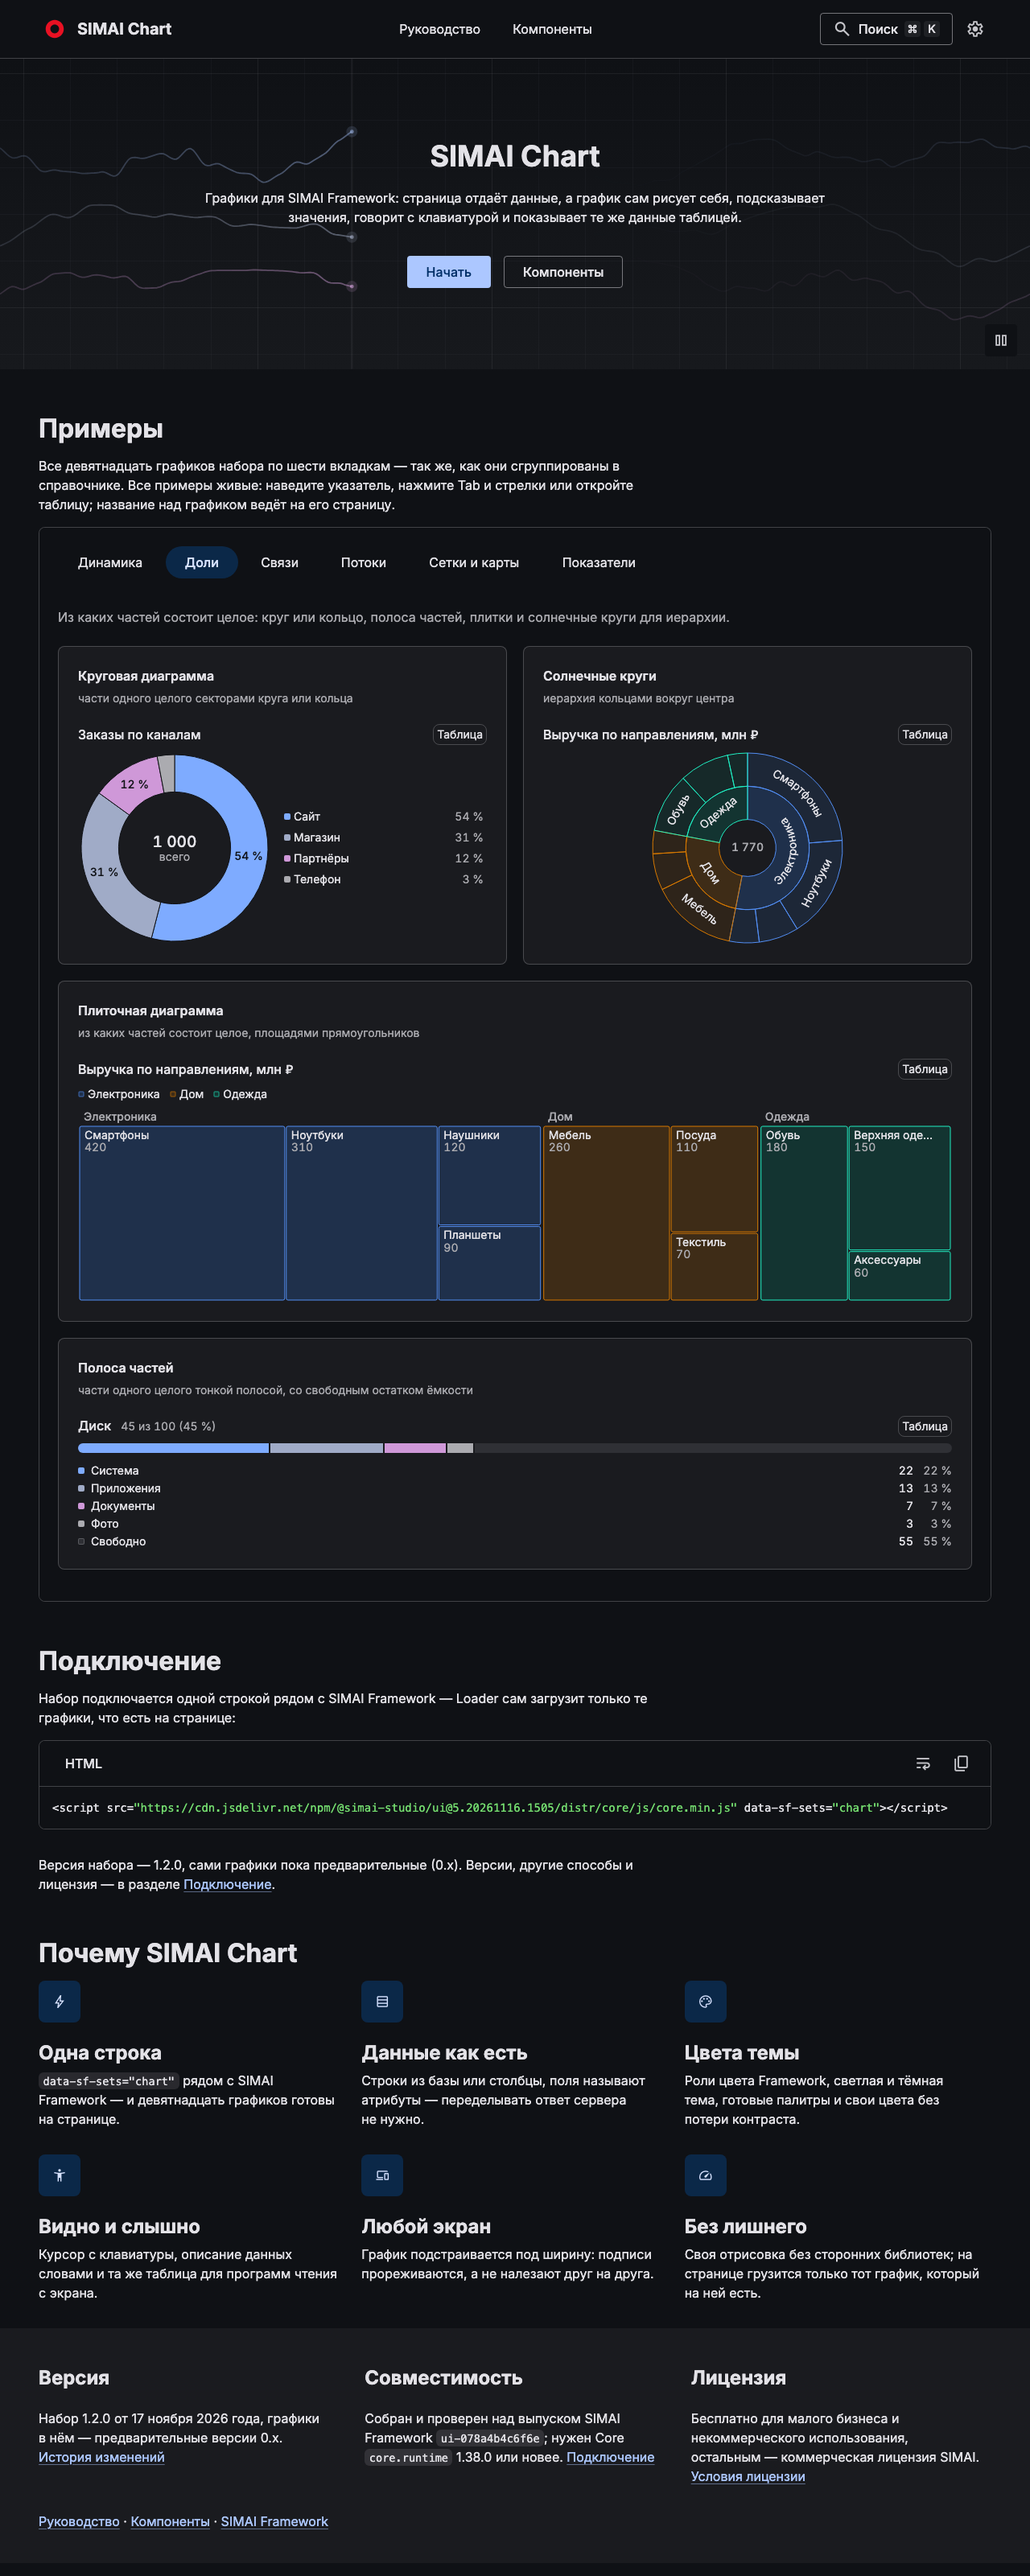 SIMAI Chart
Руководство
Компоненты
Поиск ⌘ K
SIMAI Chart
Графики для SIMAI Framework: страница отдаёт данные, а график сам рисует себя, подсказывает
значения, говорит с клавиатурой и показывает те же данные таблицей.
Начать
Компоненты
Примеры
Все девятнадцать графиков набора по шести вкладкам — так же, как они сгруппированы в
справочнике. Все примеры живые: наведите указатель, нажмите Tab и стрелки или откройте
таблицу; название над графиком ведёт на его страницу.
Динамика
Доли
Связи
Потоки
Сетки и карты
Показатели
Из каких частей состоит целое: круг или кольцо, полоса частей, плитки и солнечные круги для иерархии.
Круговая диаграмма
части одного целого секторами круга или кольца
Заказы по каналам
Таблица
12 %
1 000
всего
54 %
31 %
Сайт 54 %
Магазин 31 %
Партнёры 12 %
Телефон 3 %
Солнечные круги
иерархия кольцами вокруг центра
Выручка по направлениям, млн ₽
Таблица
Смартфоны
Обувь
Одежда
1 770
Электроника
Дом
Ноутбуки
Мебель
Плиточная диаграмма
из каких частей состоит целое, площадями прямоугольников
Выручка по направлениям, млн ₽
Таблица
Электроника Дом Одежда
Электроника
Дом
Одежда
Смартфоны
420
Ноутбуки
310
Наушники
120
Планшеты
90
Мебель
260
Посуда
110
Текстиль
70
Обувь
180
Верхняя оде...
150
Аксессуары
60
Полоса частей
части одного целого тонкой полосой, со свободным остатком ёмкости
Диск 45 из 100 (45 %)
Таблица
Система 22 22 %
Приложения 13 13 %
Документы 7 7 %
Фото 3 3 %
Свободно 55 55 %
Подключение
Набор подключается одной строкой рядом с SIMAI Framework — Loader сам загрузит только те
графики, что есть на странице:
HTML
<script src="https://cdn.jsdelivr.net/npm/@simai-studio/ui@5.20261116.1505/distr/core/js/core.min.js" data-sf-sets="chart"></script>
Версия набора — 1.2.0, сами графики пока предварительные (0.x). Версии, другие способы и
лицензия — в разделе Подключение.
Почему SIMAI Chart
Одна строка
data-sf-sets="chart" рядом с SIMAI
Framework — и девятнадцать графиков готовы
на странице.
Данные как есть
Строки из базы или столбцы, поля называют
атрибуты — переделывать ответ сервера
не нужно.
Цвета темы
Роли цвета Framework, светлая и тёмная
тема, готовые палитры и свои цвета без
потери контраста.
Видно и слышно
Курсор с клавиатуры, описание данных
словами и та же таблица для программ чтения
с экрана.
Любой экран
График подстраивается под ширину: подписи
прореживаются, а не налезают друг на друга.
Без лишнего
Своя отрисовка без сторонних библиотек; на
странице грузится только тот график, который
на ней есть.
Версия
Набор 1.2.0 от 17 ноября 2026 года, графики
в нём — предварительные версии 0.x.
История изменений
Совместимость
Собран и проверен над выпуском SIMAI
Framework ui-078a4b4c6f6e; нужен Core
core.runtime 1.38.0 или новее. Подключение
Лицензия
Бесплатно для малого бизнеса и
некоммерческого использования,
остальным — коммерческая лицензия SIMAI.
Условия лицензии
Руководство · Компоненты · SIMAI Framework